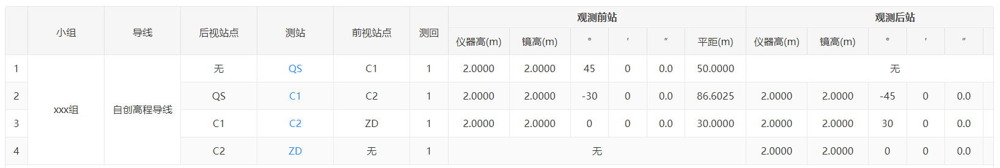 小组 导线 后视站点 测站 前视站点 测回 观测前站 观测后站
仪器高(m) 镜高(m) ° ′ ″ 平距(m) 仪器高(m) 镜高(m) ° ′ ″
1 无 QS C1 1 2.0000 2.0000 45 0 0.0 50.0000 无
2 QS C1 C2 1 2.0000 2.0000 -30 0 0.0 86.6025 2.0000 2.0000 -45 0 0.0
xxx组 自创高程导线
3 C1 C2 ZD 1 2.0000 2.0000 0 0 0.0 30.0000 2.0000 2.0000 30 0 0.0
4 C2 ZD 无 1 无 2.0000 2.0000 0 0 0.0